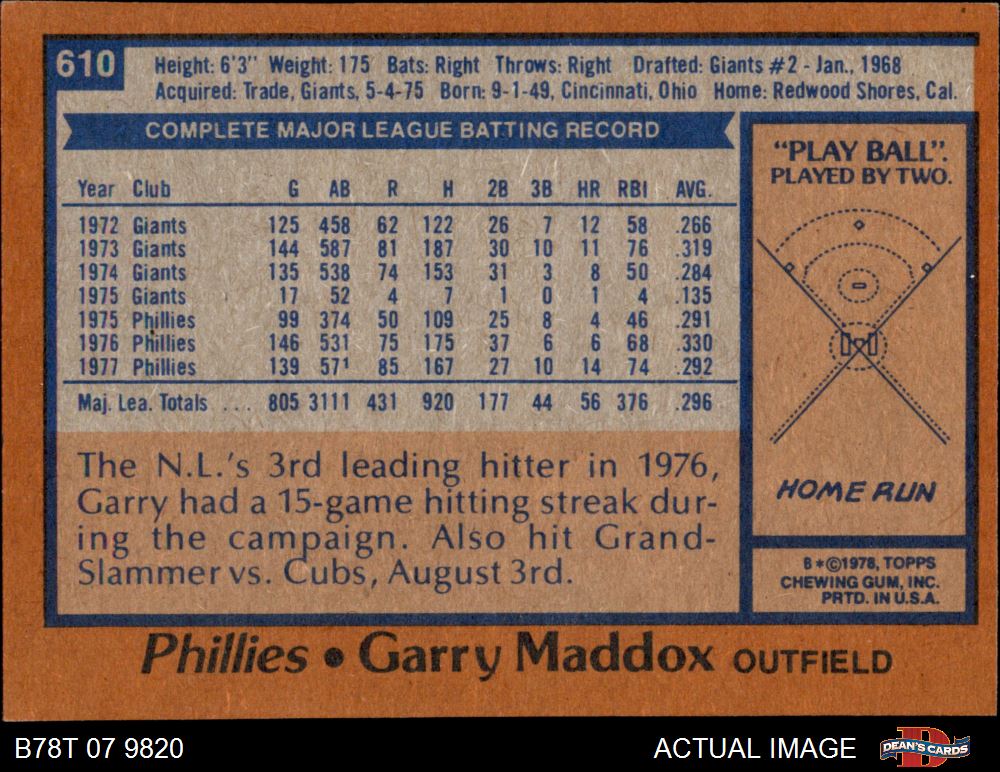 610
Height: 6'3" Weight: 175 Bats: Right Throws: Right Drafted: Giants #2 - Jan., 1968
Acquired: Trade, Giants, 5-4-75 Born: 9-1-49, Cincinnati, Ohio Home: Redwood Shores, Cal.
COMPLETE MAJOR LEAGUE BATTING RECORD
Year Club G AB R H 2B 3B HR RBI AVG.
1972 Giants 125 458 62 122 26 7 12 58 .266
1973 Giants 144 587 81 187 30 10 11 76 .319
1974 Giants 135 538 74 153 31 3 8 50 .284
1975 Giants 17 52 4 7 1 0 1 4 .135
1975 Phillies 99 374 50 109 25 8 4 46 .291
1976 Phillies 146 531 75 175 37 6 6 68 .330
1977 Phillies 139 571 85 167 27 10 14 74 .292
Maj. Lea. Totals ... 805 3111 431 920 177 44 56 376 .296
The N.L.'s 3rd leading hitter in 1976,
Garry had a 15-game hitting streak dur-
ing the campaign. Also hit Grand-
Slammer vs. Cubs, August 3rd.
"PLAY BALL".
PLAYED BY TWO.
HOME RUN
B*©1978, TOPPS
CHEWING GUM, INC.
PRTD. IN U.S.A.
Phillies • Garry Maddox OUTFIELD
B78T 07 9820 ACTUAL IMAGE DEAN'S CARDS